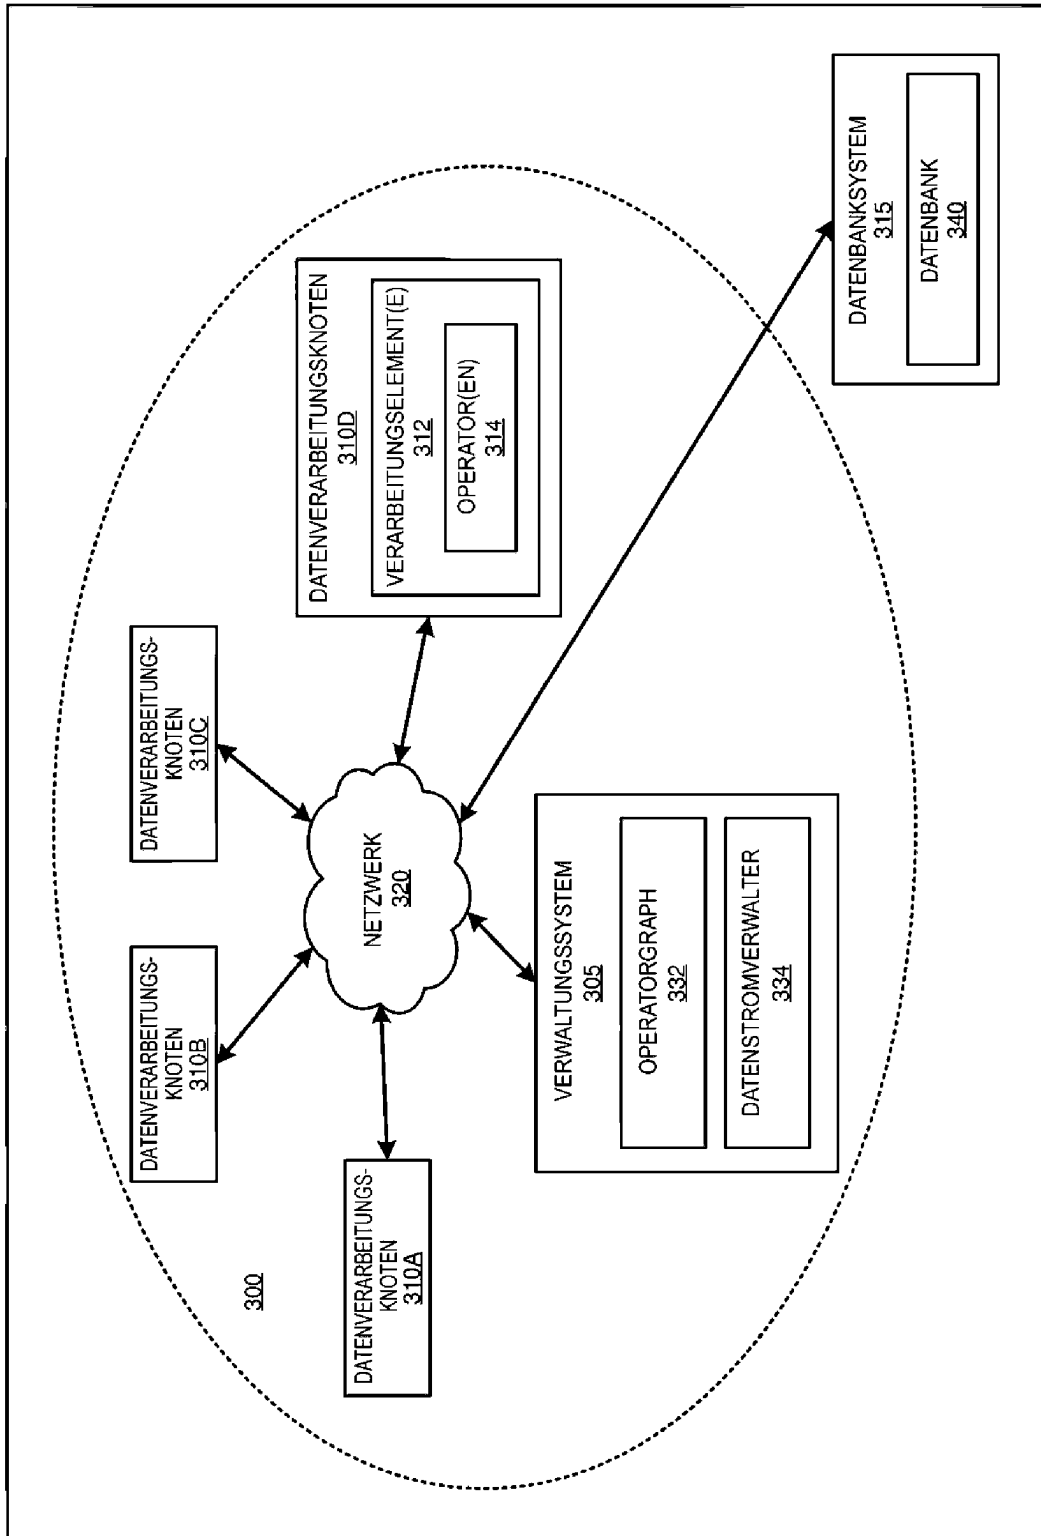 300
DATENVERARBEITUNGS-
KNOTEN
310A
DATENVERARBEITUNGS-
KNOTEN
310B
DATENVERARBEITUNGS-
KNOTEN
310C
DATENVERARBEITUNGSKNOTEN
310D
VERARBEITUNGSELEMENT(E)
312
OPERATOR(EN)
314
NETZWERK
320
VERWALTUNGSSYSTEM
305
OPERATORGRAPH
332
DATENSTROMVERWALTER
334
DATENBANKSYSTEM
315
DATENBANK
340